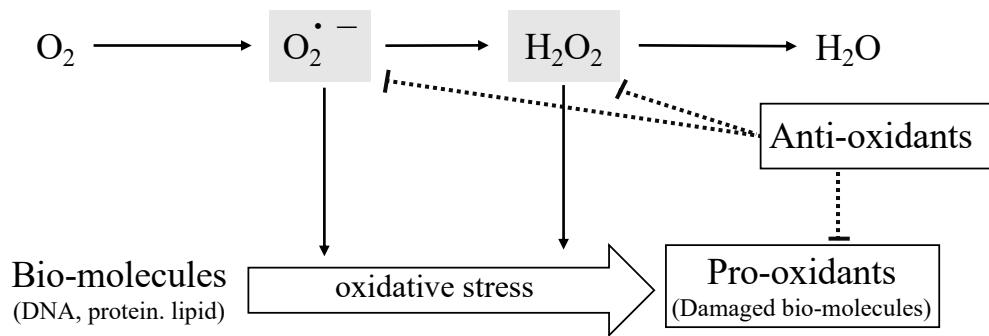 O₂
O₂˙⁻
H₂O₂
H₂O
Anti-oxidants
Bio-molecules
(DNA, protein. lipid)
oxidative stress
Pro-oxidants
(Damaged bio-molecules)